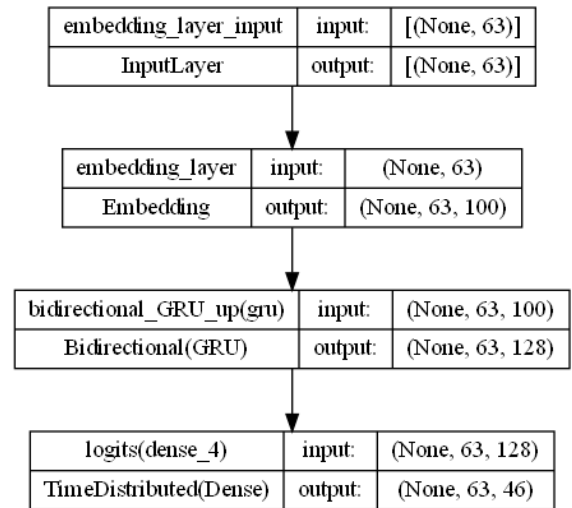 embedding_layer_input input: [(None, 63)]
InputLayer output: [(None, 63)]
embedding_layer input: (None, 63)
Embedding output: (None, 63, 100)
bidirectional_GRU_up(gru) input: (None, 63, 100)
Bidirectional(GRU) output: (None, 63, 128)
logits(dense_4) input: (None, 63, 128)
TimeDistributed(Dense) output: (None, 63, 46)